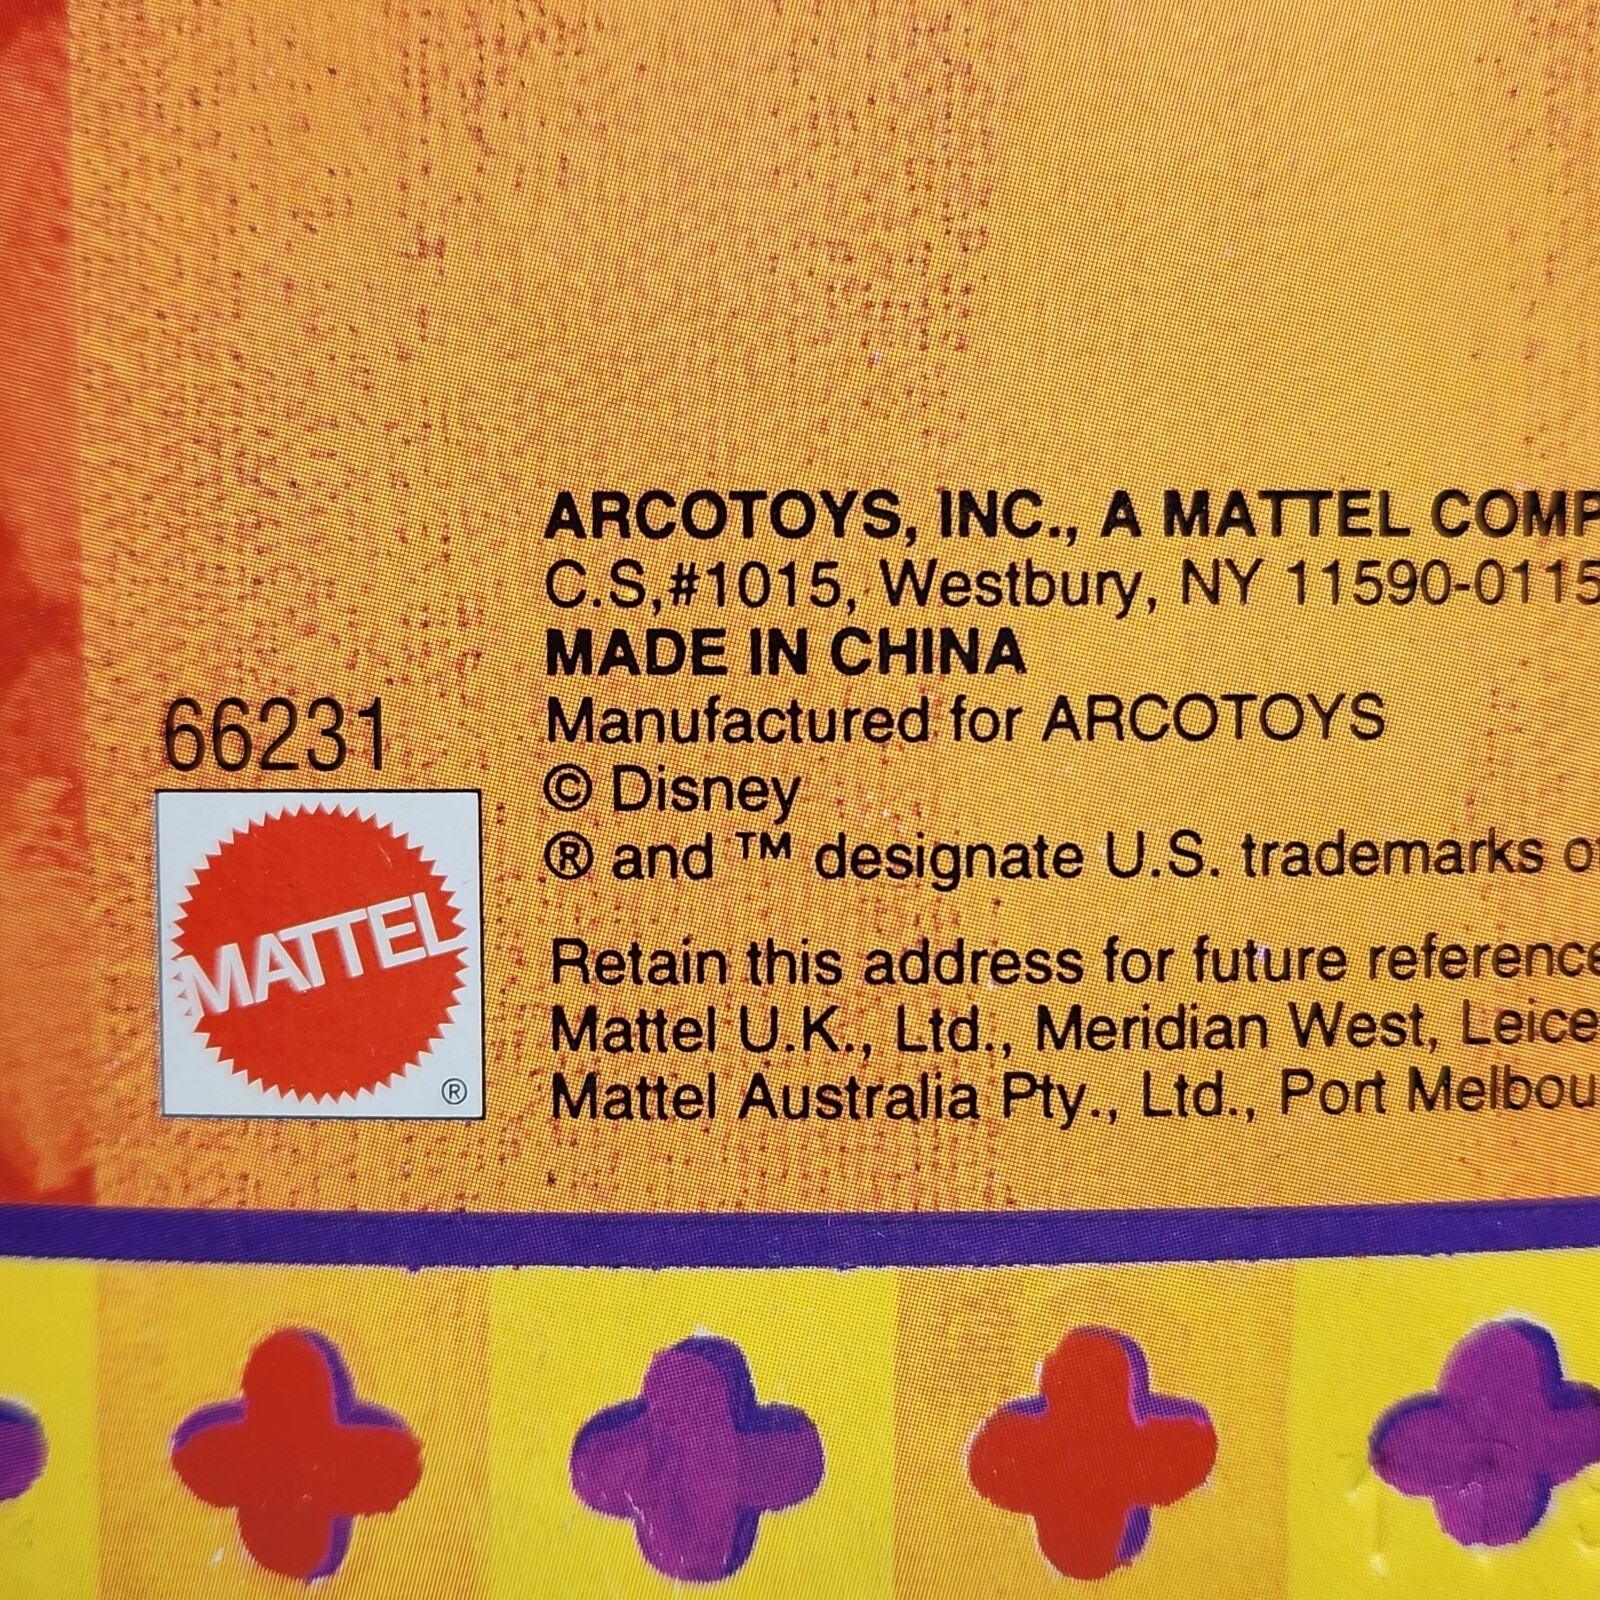 ARCOTOYS, INC., A MATTEL COMP
C.S,#1015, Westbury, NY 11590-0115
MADE IN CHINA
Manufactured for ARCOTOYS
© Disney
® and ™ designate U.S. trademarks of
Retain this address for future reference
Mattel U.K., Ltd., Meridian West, Leice
Mattel Australia Pty., Ltd., Port Melbou
66231
MATTEL
®